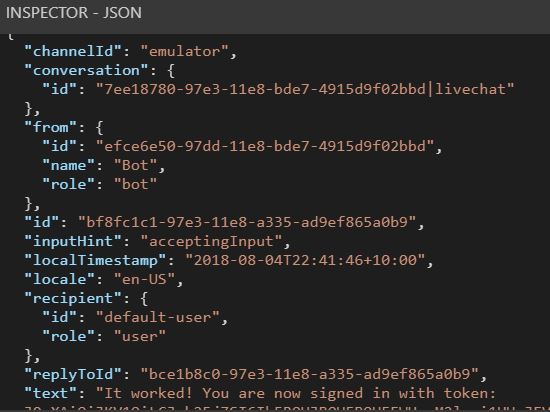 INSPECTOR - JSON
{
"channelId": "emulator",
"conversation": {
"id": "7ee18780-97e3-11e8-bde7-4915d9f02bbd|livechat"
},
"from": {
"id": "efce6e50-97dd-11e8-bde7-4915d9f02bbd",
"name": "Bot",
"role": "bot"
},
"id": "bf8fc1c1-97e3-11e8-a335-ad9ef865a0b9",
"inputHint": "acceptingInput",
"localTimestamp": "2018-08-04T22:41:46+10:00",
"locale": "en-US",
"recipient": {
"id": "default-user",
"role": "user"
},
"replyToId": "bce1b8c0-97e3-11e8-a335-ad9ef865a0b9",
"text": "It worked! You are now signed in with token: